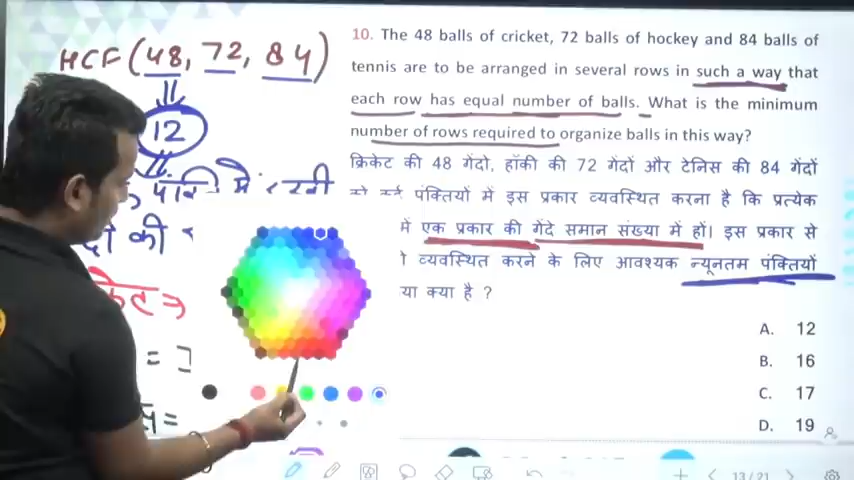 HCF (48, 72, 84)
12
में
की
= 
10. The 48 balls of cricket, 72 balls of hockey and 84 balls of
tennis are to be arranged in several rows in such a way that
each row has equal number of balls. What is the minimum
number of rows required to organize balls in this way?
क्रिकेट की 48 गेंदो, हॉकी की 72 गेंदों और टेनिस की 84 गेंदों
पंक्तियों में इस प्रकार व्यवस्थित करना है कि प्रत्येक
में एक प्रकार की गेंदे समान संख्या में हों। इस प्रकार से
व्यवस्थित करने के लिए आवश्यक न्यूनतम पंक्तियों
या क्या है ?
A. 12
B. 16
C. 17
D. 19
13/21